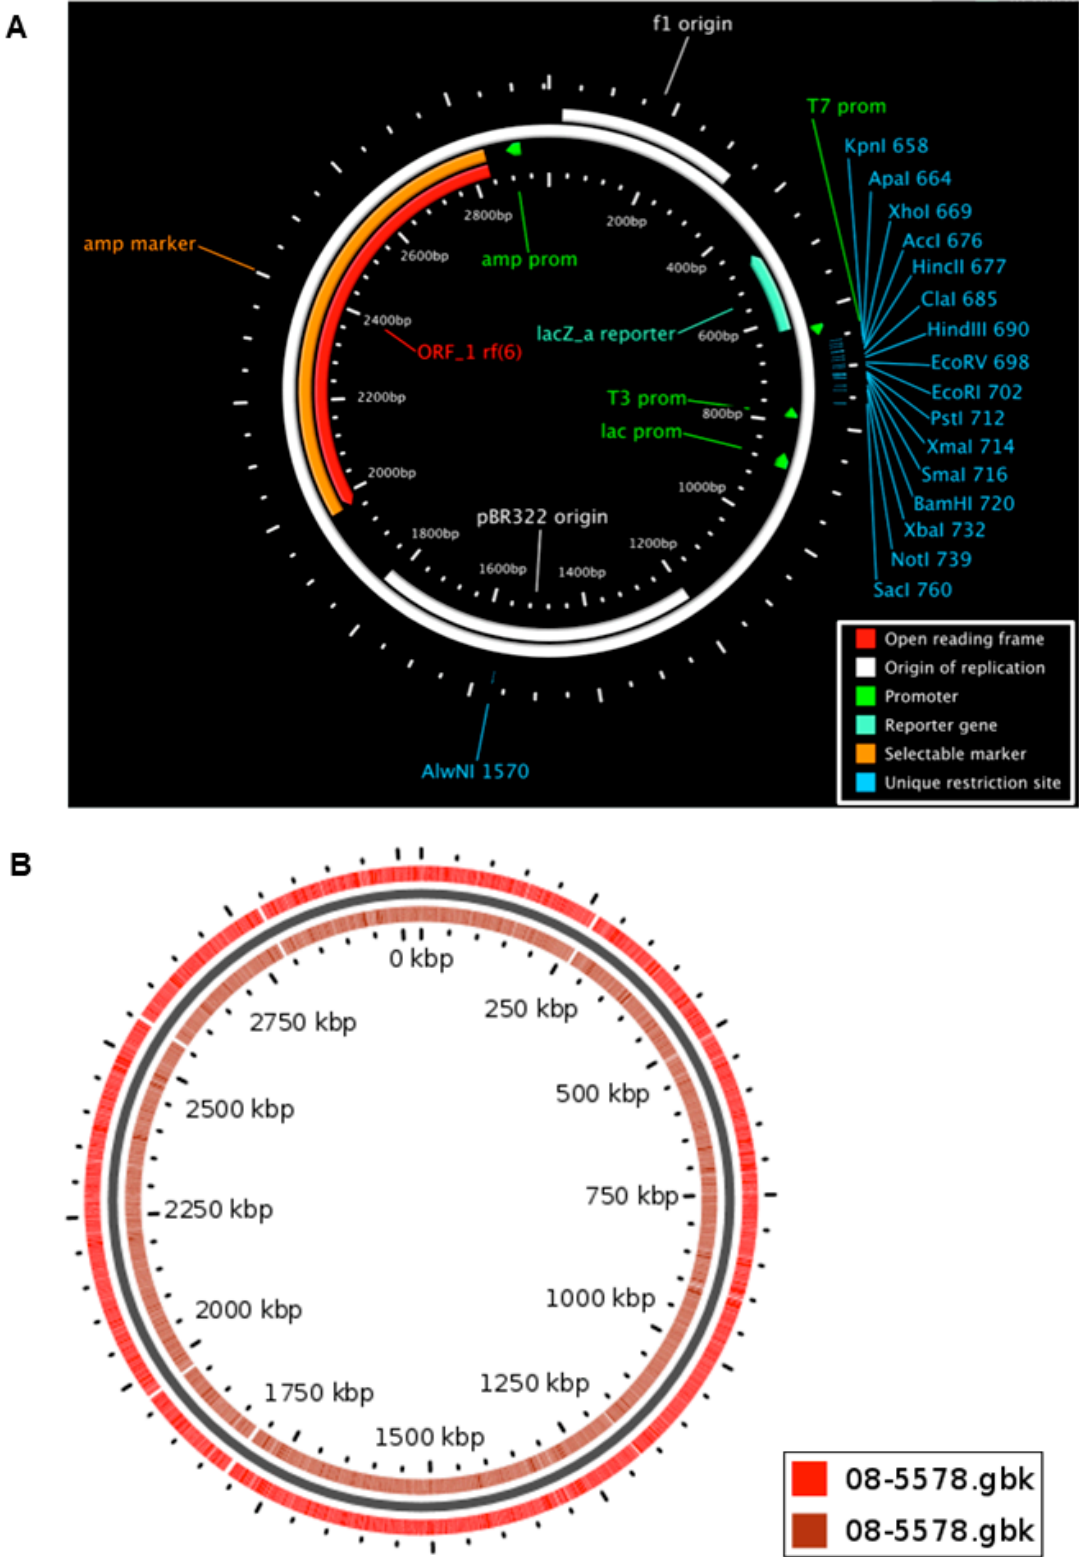 A
f1 origin
T7 prom
KpnI 658
ApaI 664
XhoI 669
AccI 676
HincII 677
ClaI 685
HindIII 690
EcoRV 698
EcoRI 702
PstI 712
XmaI 714
SmaI 716
BamHI 720
XbaI 732
NotI 739
SacI 760
amp marker
amp prom
ORF_1 rf(6)
lacZ_a reporter
T3 prom
lac prom
pBR322 origin
AlwNI 1570
200bp
400bp
600bp
800bp
1000bp
1200bp
1400bp
1600bp
1800bp
2000bp
2200bp
2400bp
2600bp
2800bp
Open reading frame
Origin of replication
Promoter
Reporter gene
Selectable marker
Unique restriction site
B
0 kbp
250 kbp
500 kbp
750 kbp
1000 kbp
1250 kbp
1500 kbp
1750 kbp
2000 kbp
2250 kbp
2500 kbp
2750 kbp
08-5578.gbk
08-5578.gbk